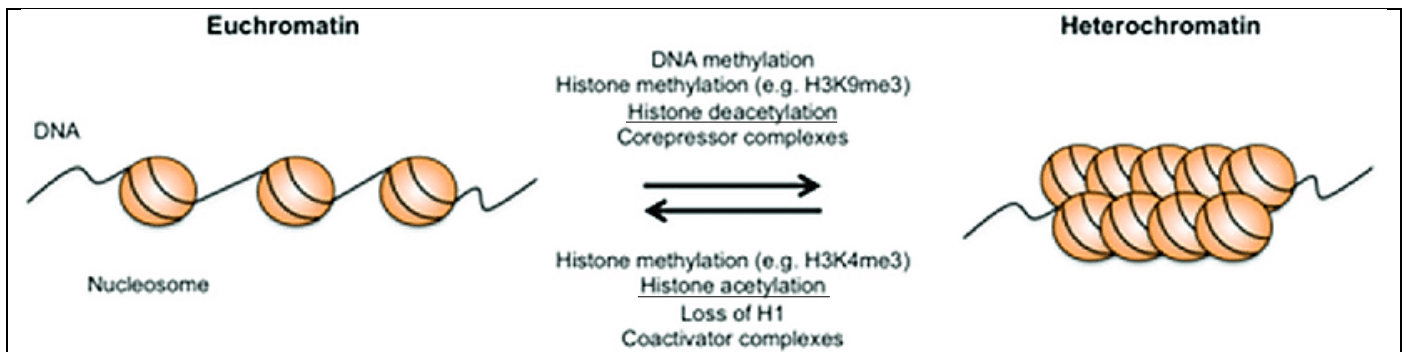 Euchromatin
Heterochromatin
DNA methylation
Histone methylation (e.g. H3K9me3)
Histone deacetylation
Corepressor complexes
DNA
Histone methylation (e.g. H3K4me3)
Histone acetylation
Loss of H1
Coactivator complexes
Nucleosome